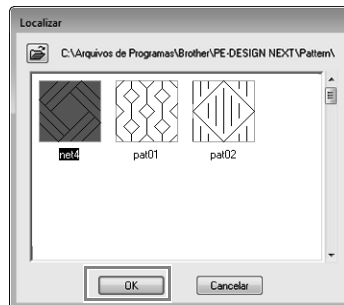 Localizar
C:\Arquivos de Programas\Brother\PE-DESIGN NEXT\Pattern\
net4 pat01 pat02
OK Cancelar